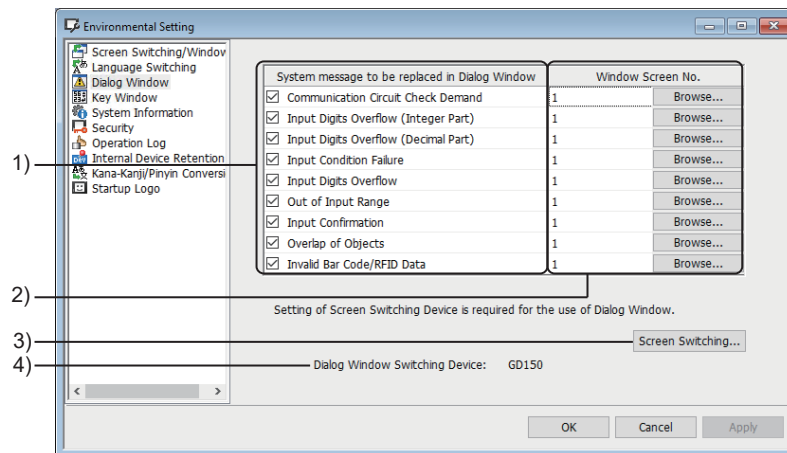 Environmental Setting
Screen Switching/Window
Language Switching
Dialog Window
Key Window
System Information
Security
Operation Log
Internal Device Retention
Kana-Kanji/Pinyin Conversi
Startup Logo
System message to be replaced in Dialog Window Window Screen No.
Communication Circuit Check Demand 1 Browse...
Input Digits Overflow (Integer Part) 1 Browse...
Input Digits Overflow (Decimal Part) 1 Browse...
Input Condition Failure 1 Browse...
Input Digits Overflow 1 Browse...
Out of Input Range 1 Browse...
Input Confirmation 1 Browse...
Overlap of Objects 1 Browse...
Invalid Bar Code/RFID Data 1 Browse...
1)
2)
Setting of Screen Switching Device is required for the use of Dialog Window.
3)
Screen Switching...
4)
Dialog Window Switching Device: GD150
OK Cancel Apply